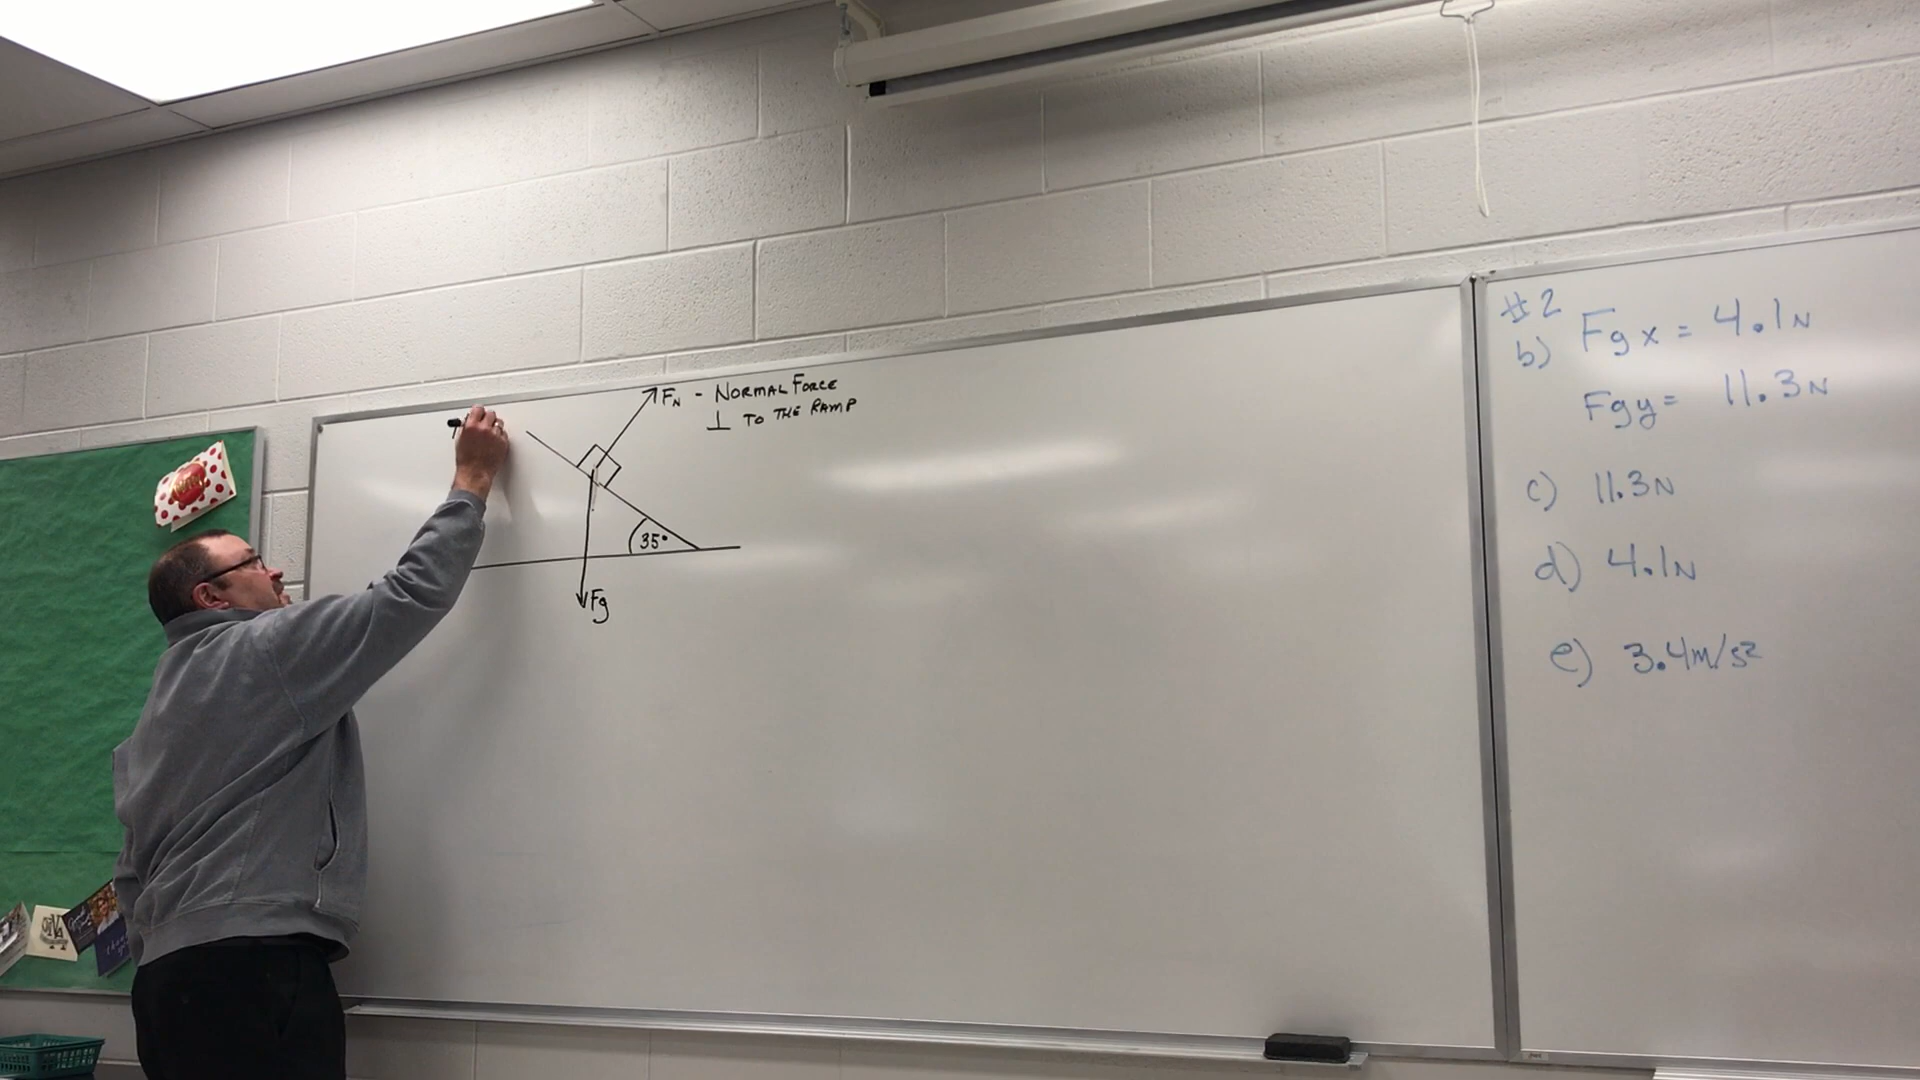 FN - NORMAL FORCE
⊥ TO THE RAMP
35°
Fg
#2
b) Fgx = 4.1N
Fgy = 11.3N
c) 11.3N
d) 4.1N
e) 3.4m/s²